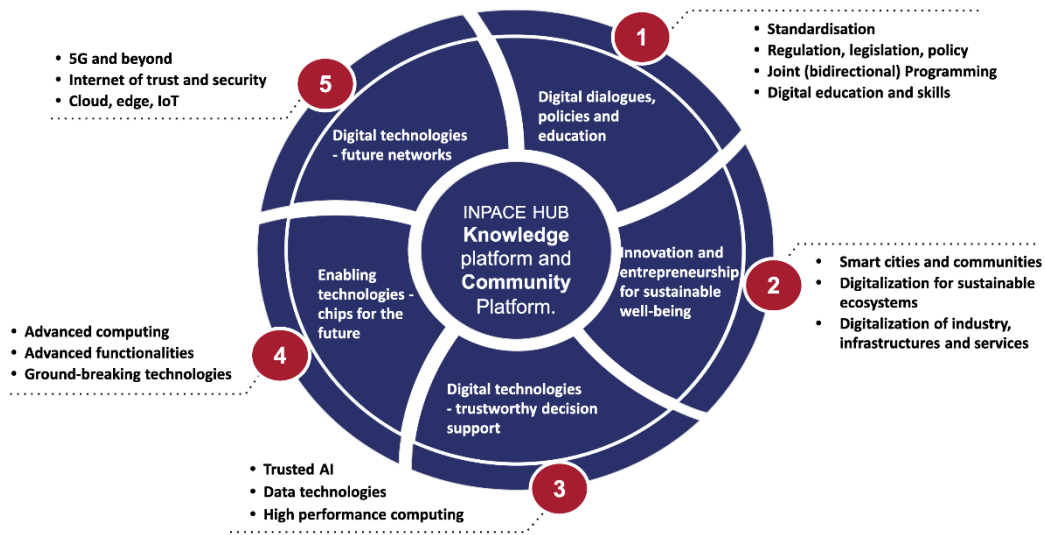 1
• Standardisation
• Regulation, legislation, policy
• Joint (bidirectional) Programming
• Digital education and skills
Digital dialogues,
policies and
education
2
• Smart cities and communities
• Digitalization for sustainable
ecosystems
• Digitalization of industry,
infrastructures and services
Innovation and
entrepreneurship
for sustainable
well-being
3
• Trusted AI
• Data technologies
• High performance computing
Digital technologies
- trustworthy decision
support
4
• Advanced computing
• Advanced functionalities
• Ground-breaking technologies
Enabling
technologies -
chips for the
future
5
• 5G and beyond
• Internet of trust and security
• Cloud, edge, IoT
Digital technologies
- future networks
INPACE HUB
Knowledge
platform and
Community
Platform.